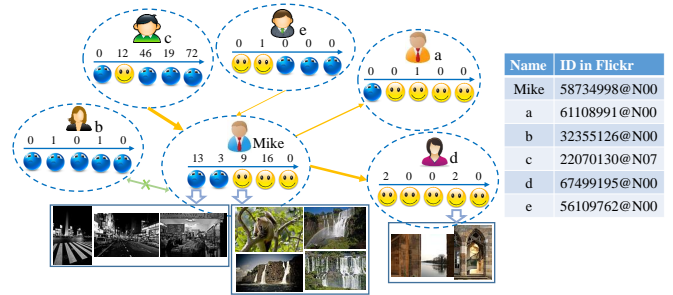 c
0 12 46 19 72
e
0 1 0 0 0
a
0 0 1 0 0
b
0 1 0 1 0
Mike
13 3 9 16 0
d
2 0 0 2 0
x
Name ID in Flickr
Mike 58734998@N00
a 61108991@N00
b 32355126@N00
c 22070130@N07
d 67499195@N00
e 56109762@N00